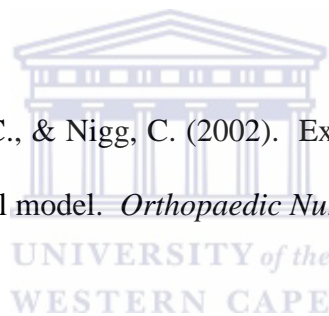 C., & Nigg, C. (2002). Ex
l model. Orthopaedic Nu
UNIVERSITY of the
WESTERN CAPE